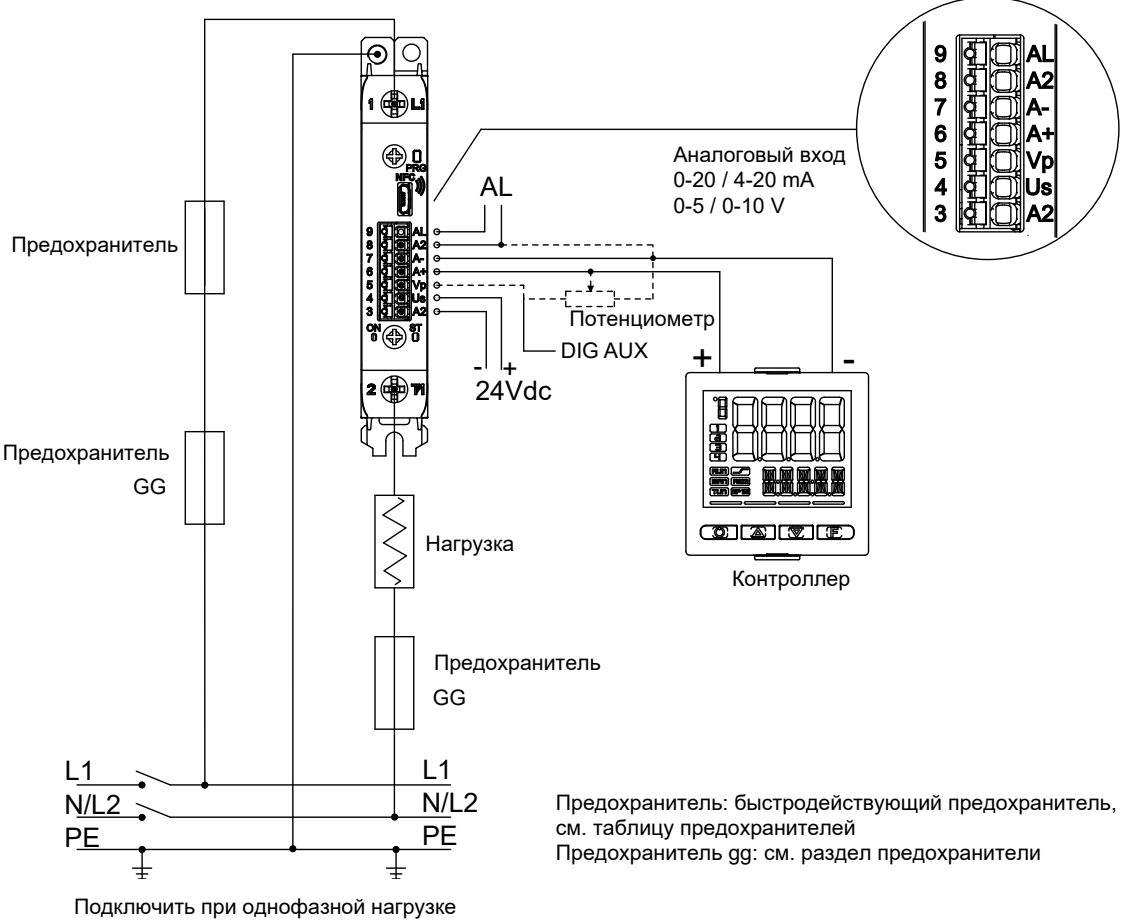 9 AL
8 A2
7 A-
6 A+
5 Vp
4 Us
3 A2
Аналоговый вход
0-20 / 4-20 mA
0-5 / 0-10 V
1 L1
PRG
NFC
AL
9 AL
8 A2
7 A-
6 A+
5 Vp
4 Us
3 A2
ON ST
2 T1
Предохранитель
Потенциометр
DIG AUX
- +
24Vdc
+ -
Предохранитель
GG
Нагрузка
RUN
MAN REM
TUN
F
Контроллер
Предохранитель
GG
L1 L1
N/L2 N/L2
PE PE
Предохранитель: быстродействующий предохранитель,
см. таблицу предохранителей
Предохранитель gg: см. раздел предохранители
Подключить при однофазной нагрузке